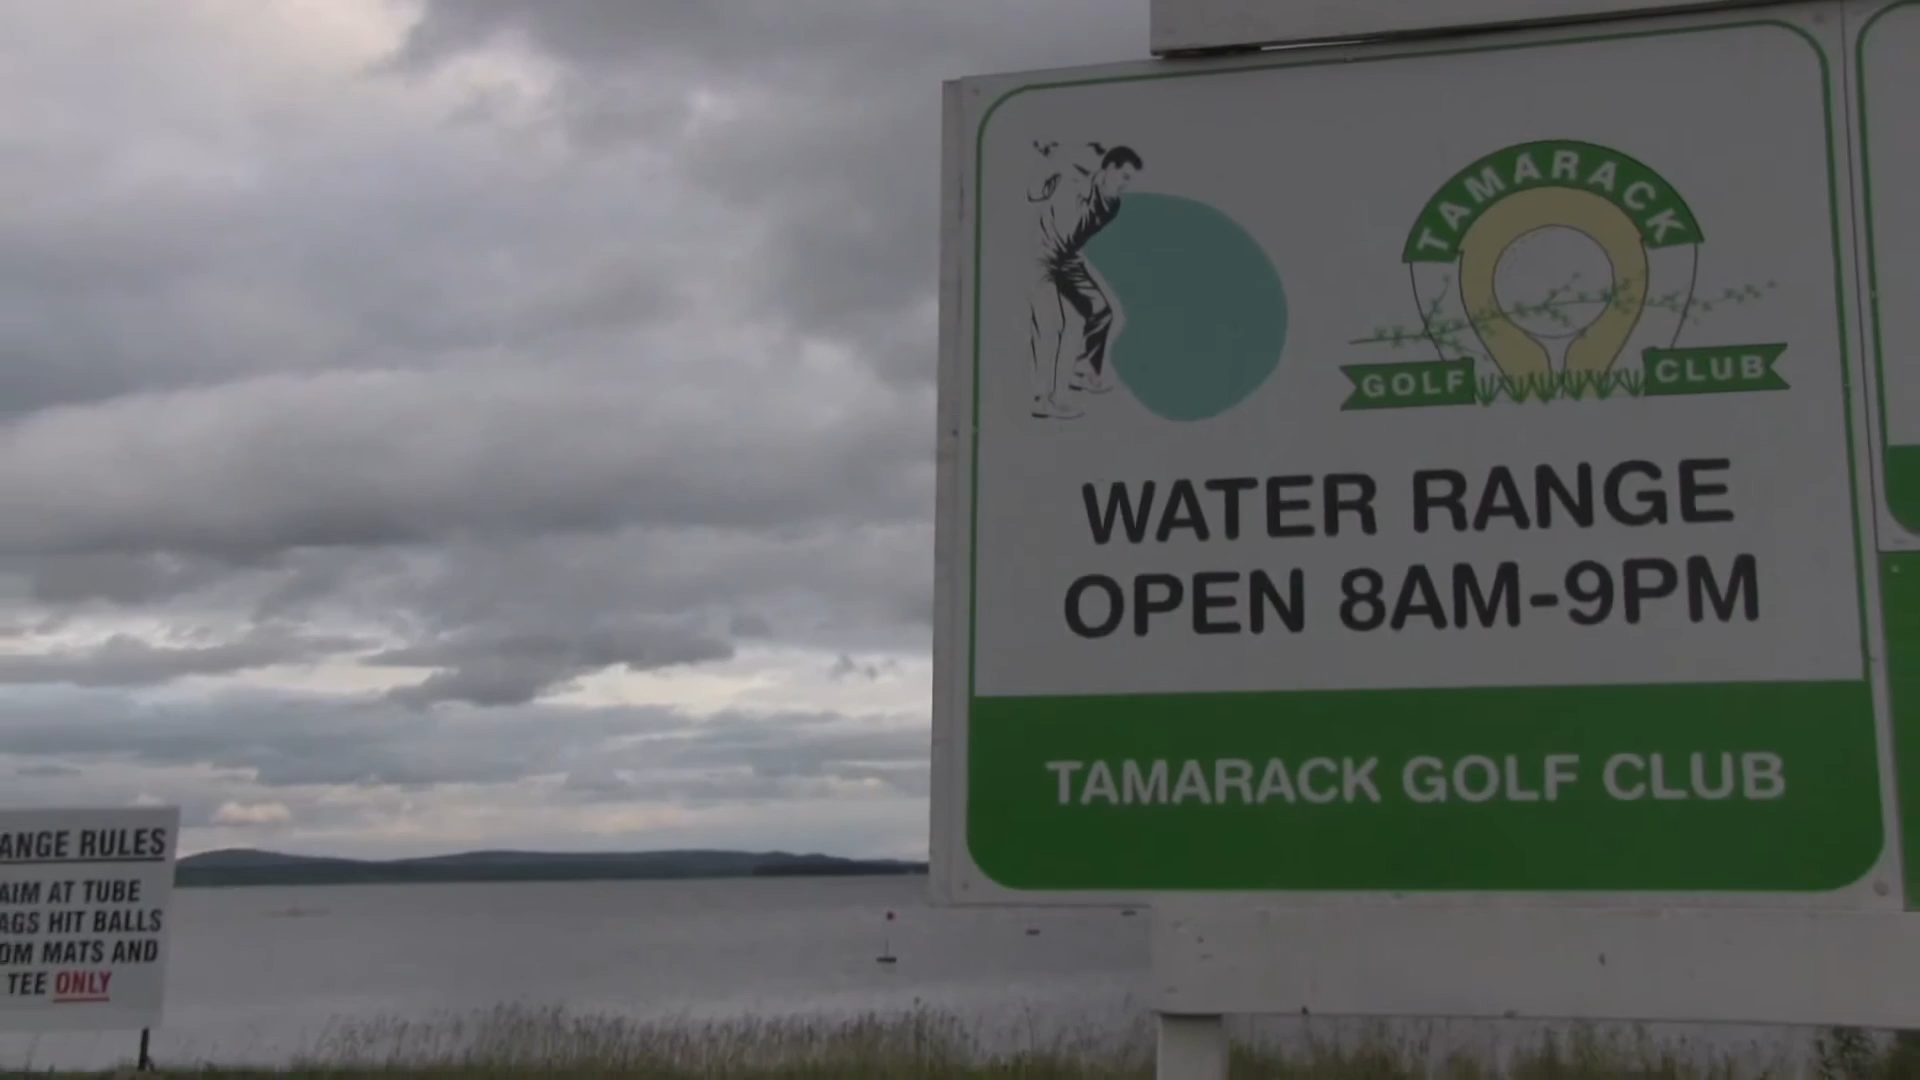 TAMARACK
GOLF CLUB
WATER RANGE
OPEN 8AM-9PM
TAMARACK GOLF CLUB
ANGE RULES
AIM AT TUBE
AGS HIT BALLS
OM MATS AND
TEE ONLY